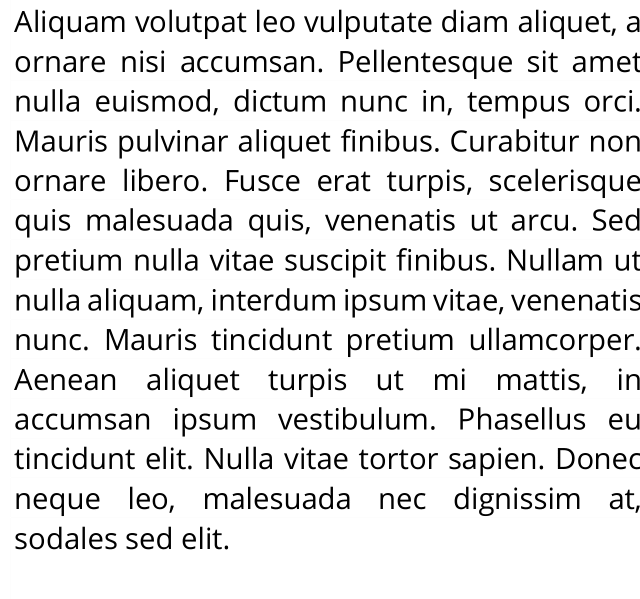 Aliquam volutpat leo vulputate diam aliquet, a
ornare nisi accumsan. Pellentesque sit amet
nulla euismod, dictum nunc in, tempus orci.
Mauris pulvinar aliquet finibus. Curabitur non
ornare libero. Fusce erat turpis, scelerisque
quis malesuada quis, venenatis ut arcu. Sed
pretium nulla vitae suscipit finibus. Nullam ut
nulla aliquam, interdum ipsum vitae, venenatis
nunc. Mauris tincidunt pretium ullamcorper.
Aenean aliquet turpis ut mi mattis, in
accumsan ipsum vestibulum. Phasellus eu
tincidunt elit. Nulla vitae tortor sapien. Donec
neque leo, malesuada nec dignissim at,
sodales sed elit.